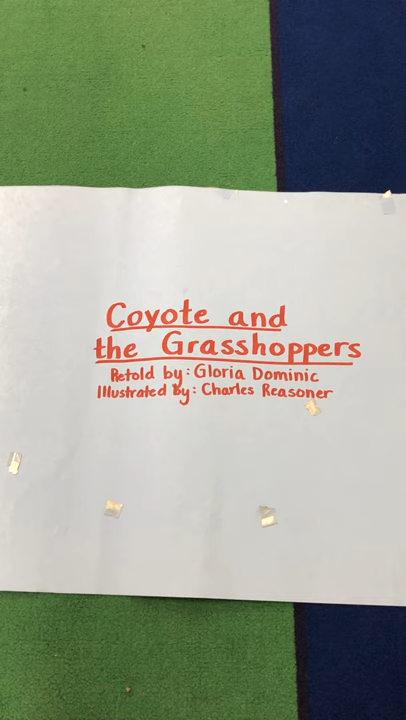 Coyote and
the Grasshoppers
Retold by: Gloria Dominic
Illustrated by: Charles Reasoner